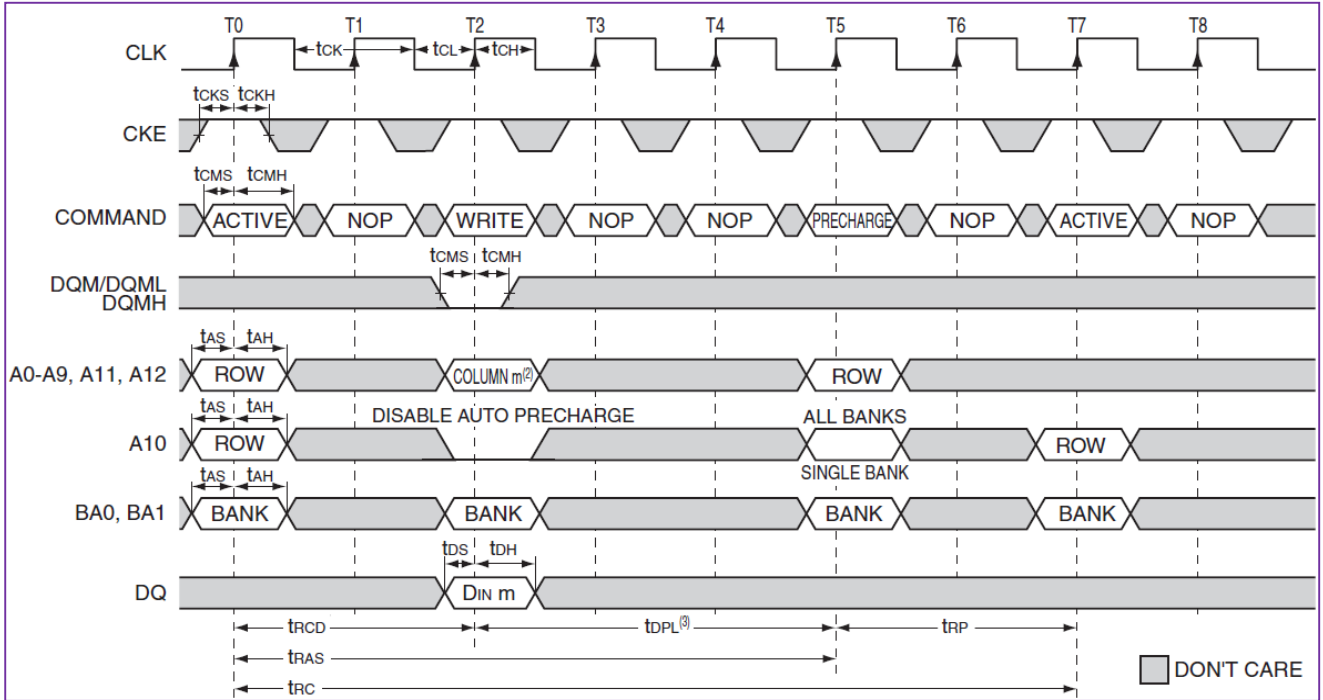 T0 T1 T2 T3 T4 T5 T6 T7 T8
CLK tCK tCL tCH
tCKS tCKH
CKE
tCMS tCMH
COMMAND ACTIVE NOP WRITE NOP NOP PRECHARGE NOP ACTIVE NOP
tCMS tCMH
DQM/DQML
DQMH
tAS tAH
A0-A9, A11, A12 ROW COLUMN m(2) ROW
tAS tAH DISABLE AUTO PRECHARGE ALL BANKS
A10 ROW ROW
tAS tAH SINGLE BANK
BA0, BA1 BANK BANK BANK BANK
tDS tDH
DQ DIN m
tRCD tDPL(3) tRP
tRAS
DON'T CARE
tRC